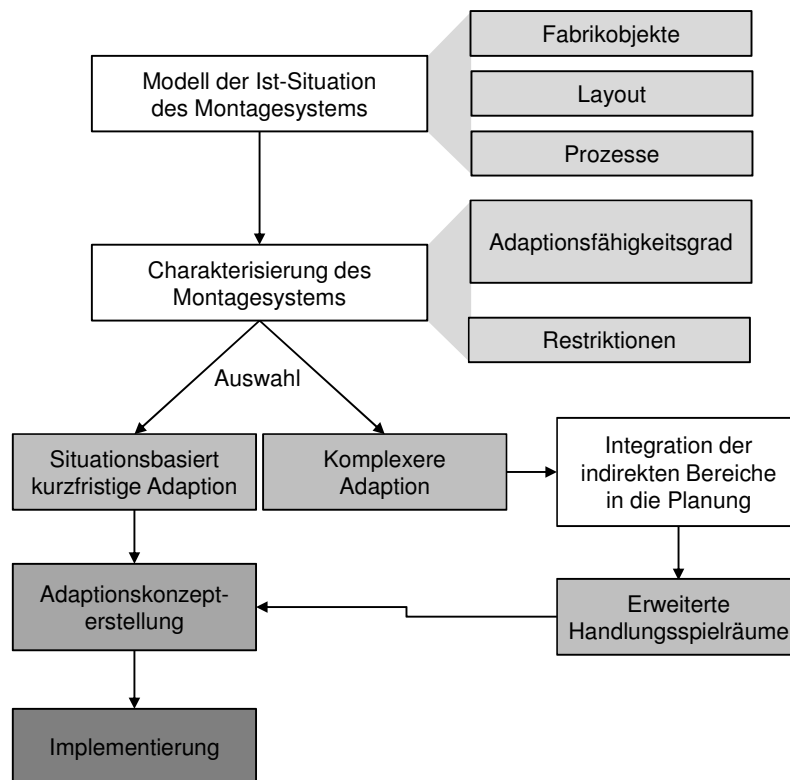 Modell der Ist-Situation
des Montagesystems
Fabrikobjekte
Layout
Prozesse
Charakterisierung des
Montagesystems
Adaptionsfähigkeitsgrad
Restriktionen
Auswahl
Situationsbasiert
kurzfristige Adaption
Komplexere
Adaption
Integration der
indirekten Bereiche
in die Planung
Adaptionskonzept-
erstellung
Erweiterte
Handlungsspielräume
Implementierung